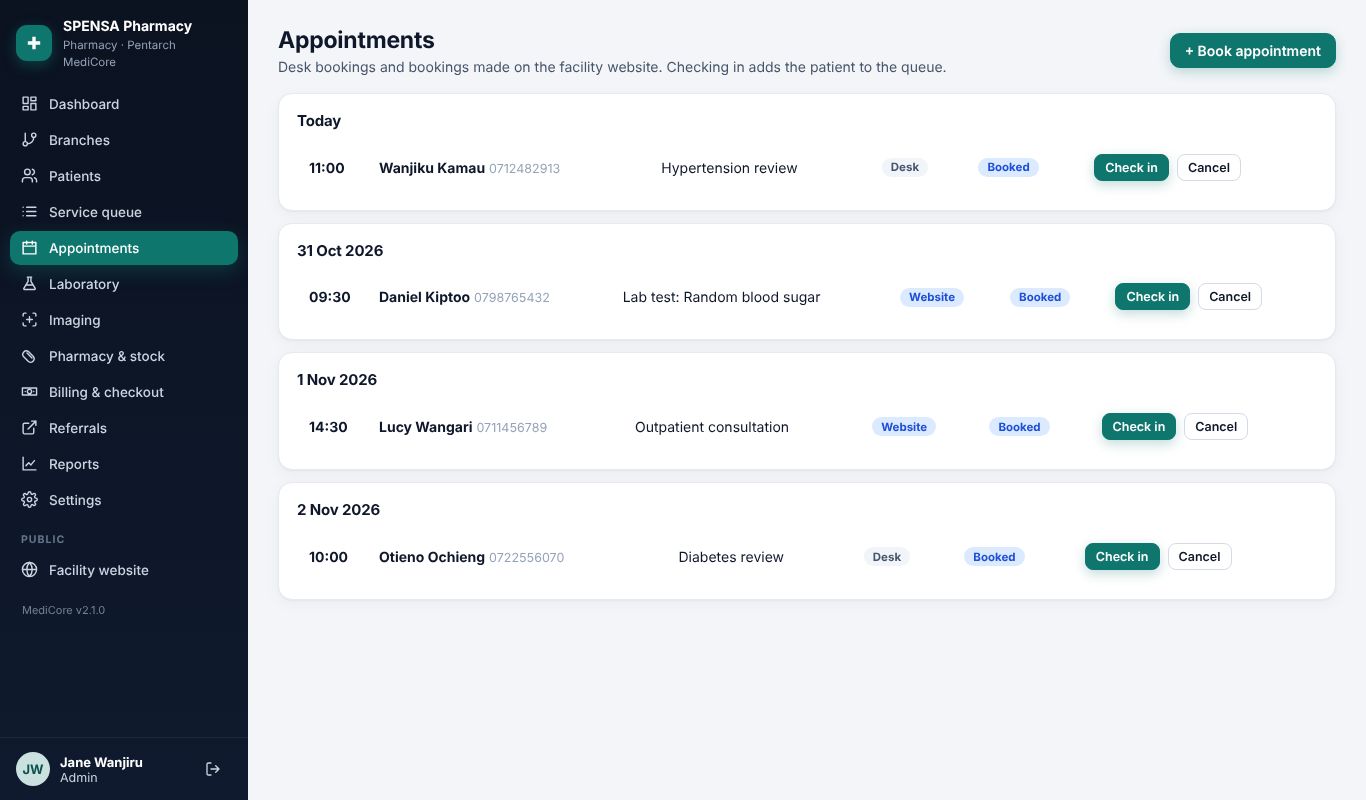 SPENSA Pharmacy
Pharmacy · Pentarch
MediCore
Dashboard
Branches
Patients
Service queue
Appointments
Laboratory
Imaging
Pharmacy & stock
Billing & checkout
Referrals
Reports
Settings
PUBLIC
Facility website
MediCore v2.1.0
JW
Jane Wanjiru
Admin
Appointments
Desk bookings and bookings made on the facility website. Checking in adds the patient to the queue.
+ Book appointment
Today
11:00 Wanjiku Kamau 0712482913 Hypertension review Desk Booked Check in Cancel
31 Oct 2026
09:30 Daniel Kiptoo 0798765432 Lab test: Random blood sugar Website Booked Check in Cancel
1 Nov 2026
14:30 Lucy Wangari 0711456789 Outpatient consultation Website Booked Check in Cancel
2 Nov 2026
10:00 Otieno Ochieng 0722556070 Diabetes review Desk Booked Check in Cancel